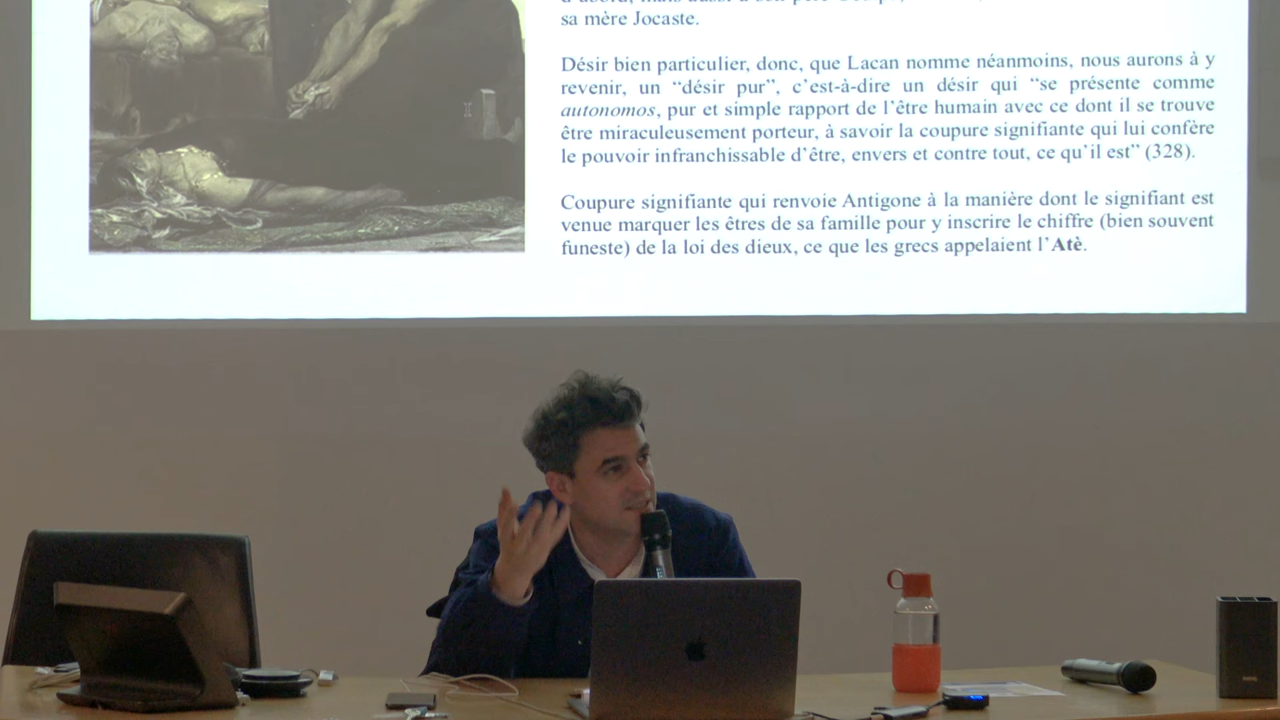 sa mère Jocaste.
Désir bien particulier, donc, que Lacan nomme néanmoins, nous aurons à y
revenir, un “désir pur”, c’est-à-dire un désir qui “se présente comme
autonomos, pur et simple rapport de l’être humain avec ce dont il se trouve
être miraculeusement porteur, à savoir la coupure signifiante qui lui confère
le pouvoir infranchissable d’être, envers et contre tout, ce qu’il est” (328).
Coupure signifiante qui renvoie Antigone à la manière dont le signifiant est
venue marquer les êtres de sa famille pour y inscrire le chiffre (bien souvent
funeste) de la loi des dieux, ce que les grecs appelaient l’Atè.